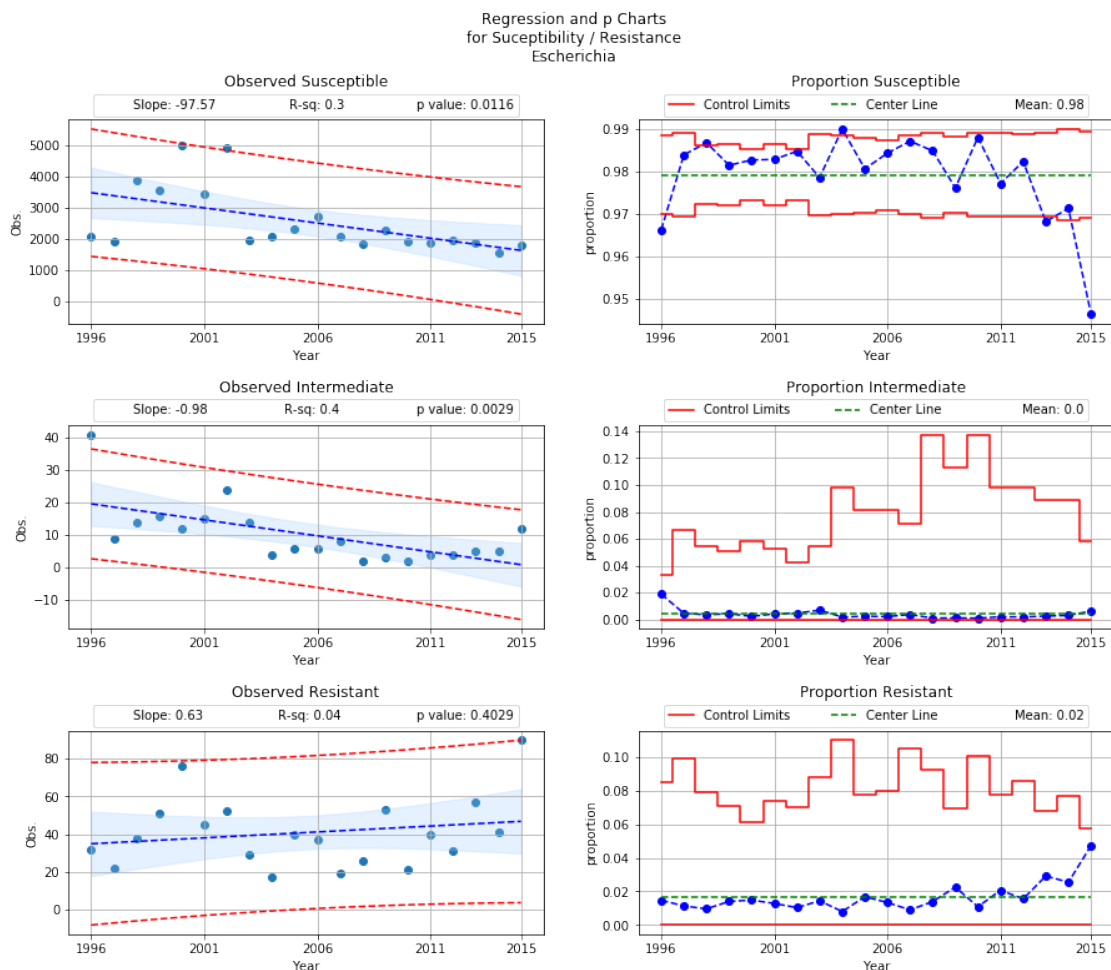 Regression and p Charts
for Suceptibility / Resistance
Escherichia
Observed Susceptible
Slope: -97.57 R-sq: 0.3 p value: 0.0116
5000
4000
3000
2000
1000
0
Obs.
1996 2001 2006 2011 2015
Year
Proportion Susceptible
Control Limits Center Line Mean: 0.98
0.99
0.98
0.97
0.96
0.95
proportion
1996 2001 2006 2011 2015
Year
Observed Intermediate
Slope: -0.98 R-sq: 0.4 p value: 0.0029
40
30
20
10
0
−10
Obs.
1996 2001 2006 2011 2015
Year
Proportion Intermediate
Control Limits Center Line Mean: 0.0
0.14
0.12
0.10
0.08
0.06
0.04
0.02
0.00
proportion
1996 2001 2006 2011 2015
Year
Observed Resistant
Slope: 0.63 R-sq: 0.04 p value: 0.4029
80
60
40
20
0
Obs.
1996 2001 2006 2011 2015
Year
Proportion Resistant
Control Limits Center Line Mean: 0.02
0.10
0.08
0.06
0.04
0.02
0.00
proportion
1996 2001 2006 2011 2015
Year